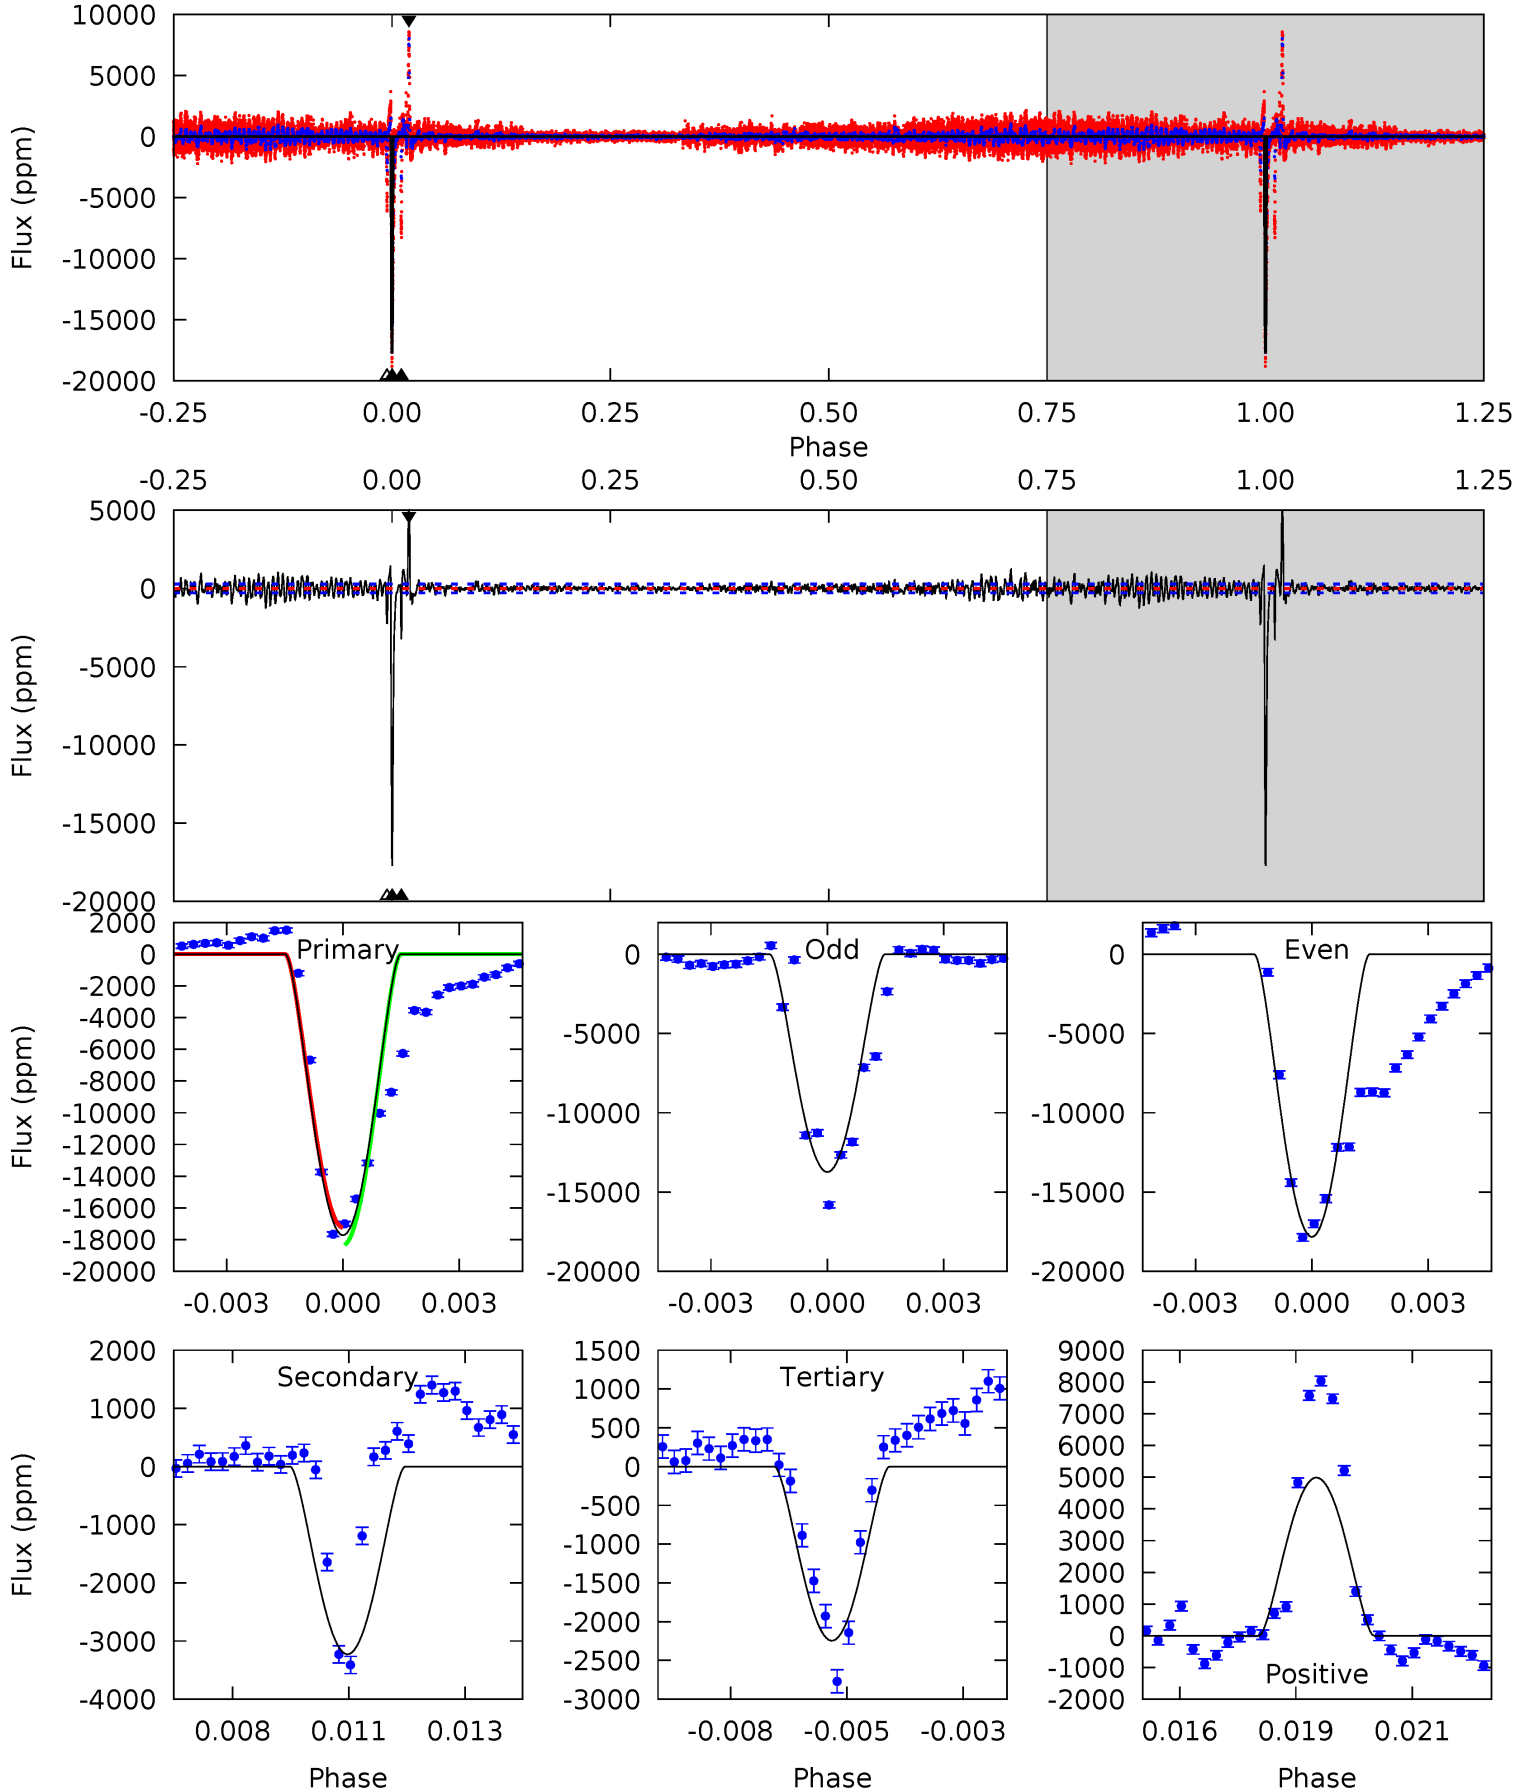 10000
5000
0
-5000
-10000
-15000
-20000
Flux (ppm)
-0.25 0.00 0.25 0.50 0.75 1.00 1.25
Phase
-0.25 0.00 0.25 0.50 0.75 1.00 1.25
5000
0
-5000
-10000
-15000
-20000
Flux (ppm)
2000
0
-2000
-4000
-6000
-8000
-10000
-12000
-14000
-16000
-18000
-20000
Flux (ppm)
Primary
-0.003 0.000 0.003
0
-5000
-10000
-15000
-20000
Odd
-0.003 0.000 0.003
0
-5000
-10000
-15000
-20000
Even
-0.003 0.000 0.003
2000
1000
0
-1000
-2000
-3000
-4000
Flux (ppm)
Secondary
0.008 0.011 0.013
Phase
1500
1000
500
0
-500
-1000
-1500
-2000
-2500
-3000
Tertiary
-0.008 -0.005 -0.003
Phase
9000
8000
7000
6000
5000
4000
3000
2000
1000
0
-1000
-2000
Positive
0.016 0.019 0.021
Phase